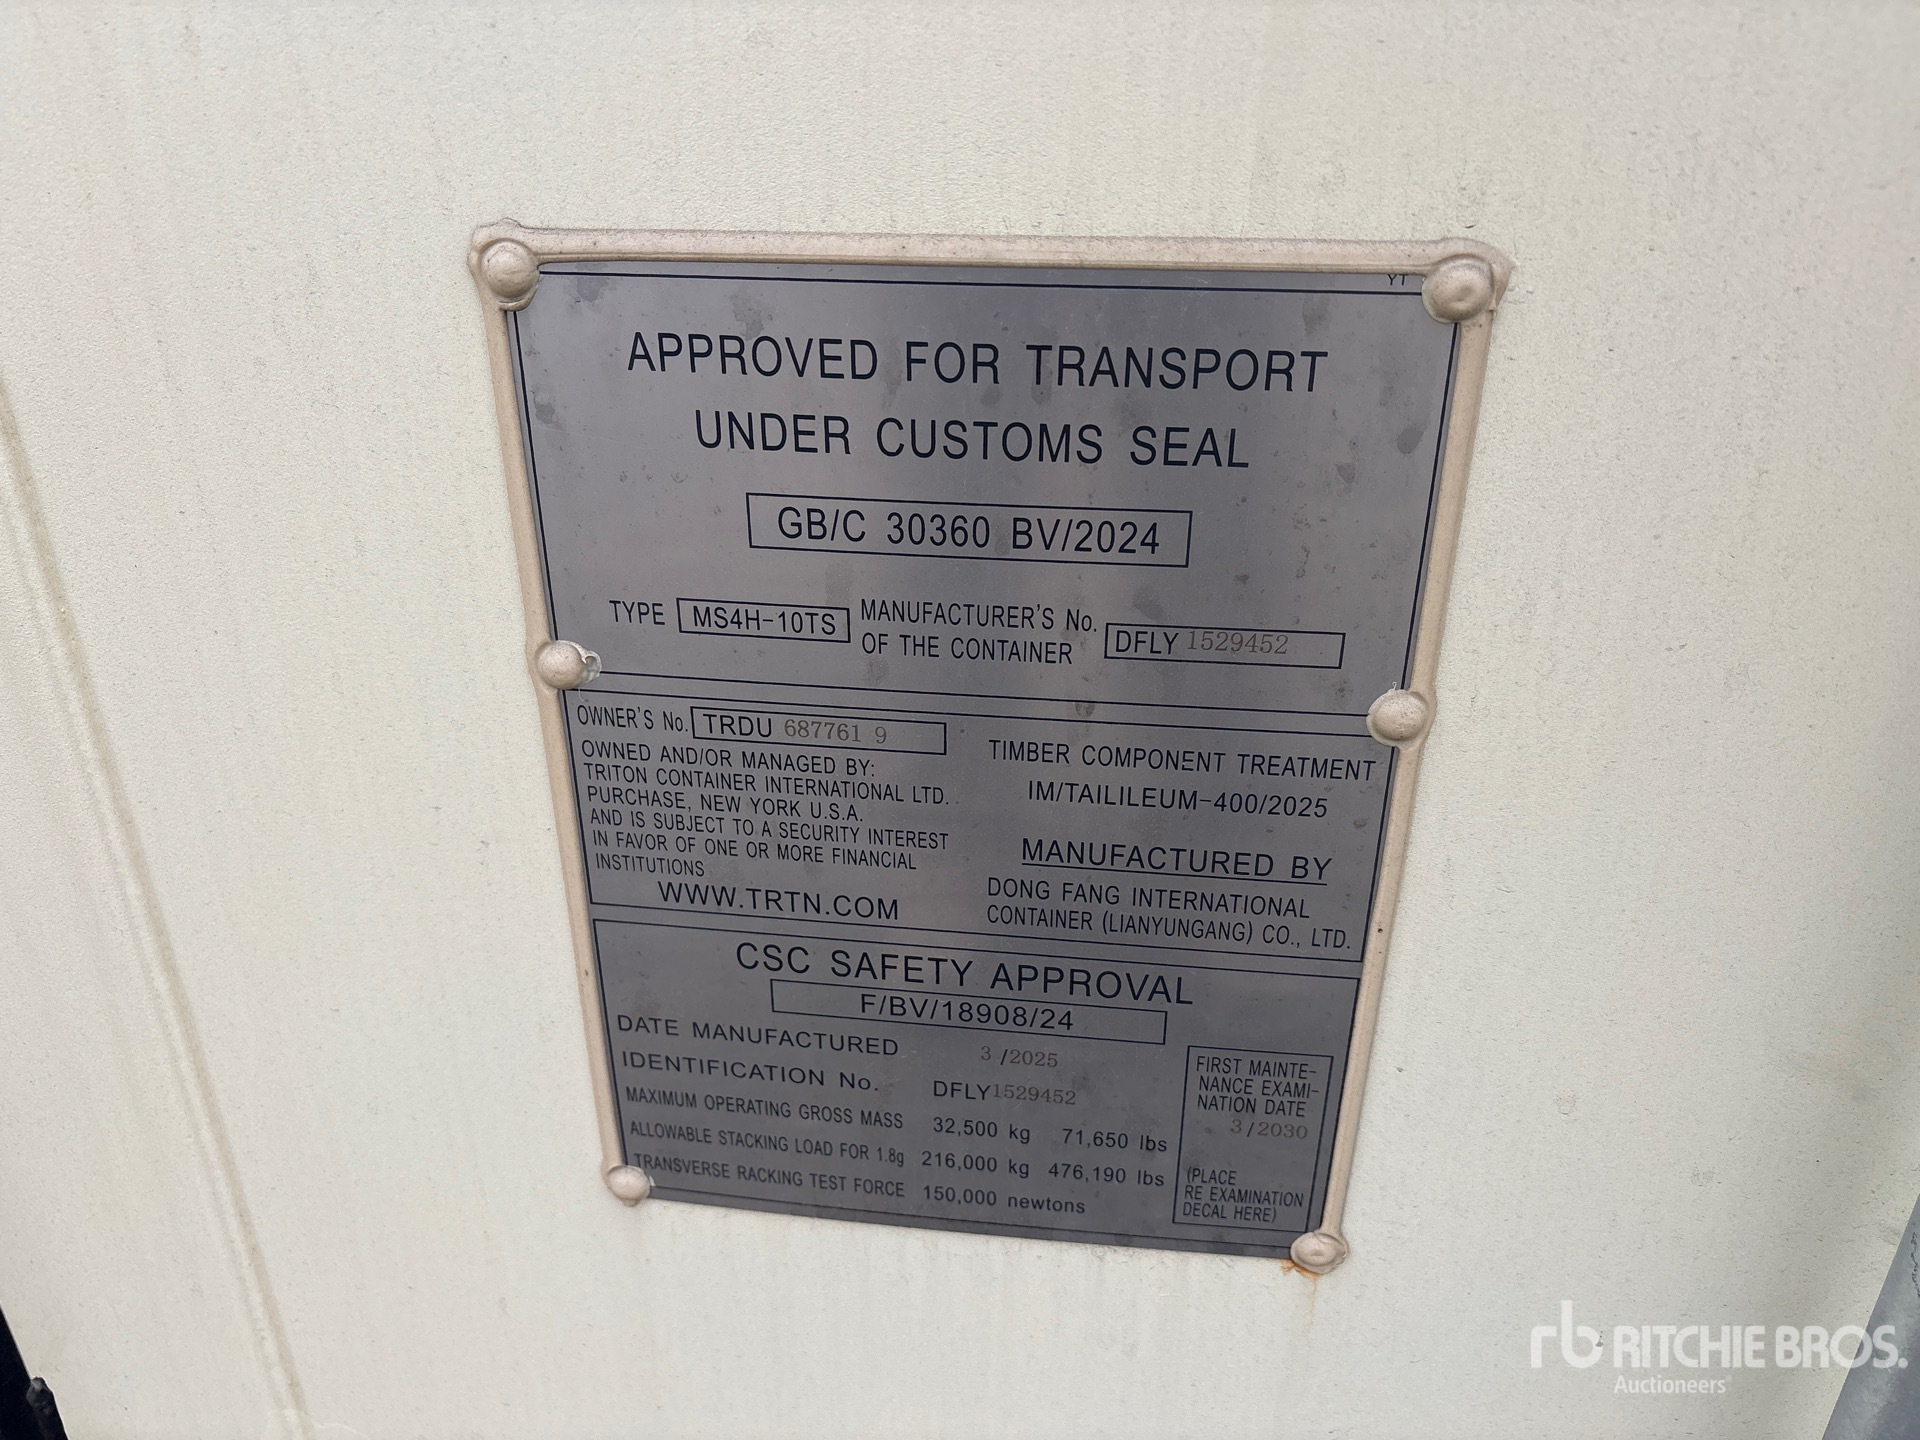 YT
APPROVED FOR TRANSPORT
UNDER CUSTOMS SEAL
GB/C 30360 BV/2024
TYPE MS4H-10TS MANUFACTURER'S No. OF THE CONTAINER DFLY 1529452
OWNER'S No. TRDU 687761 9
OWNED AND/OR MANAGED BY:
TRITON CONTAINER INTERNATIONAL LTD.
PURCHASE, NEW YORK U.S.A.
AND IS SUBJECT TO A SECURITY INTEREST
IN FAVOR OF ONE OR MORE FINANCIAL
INSTITUTIONS
WWW.TRTN.COM
TIMBER COMPONENT TREATMENT
IM/TAILILEUM-400/2025
MANUFACTURED BY
DONG FANG INTERNATIONAL
CONTAINER (LIANYUNGANG) CO., LTD.
CSC SAFETY APPROVAL
F/BV/18908/24
DATE MANUFACTURED 3/2025
IDENTIFICATION No. DFLY1529452
MAXIMUM OPERATING GROSS MASS 32,500 kg 71,650 lbs
ALLOWABLE STACKING LOAD FOR 1.8g 216,000 kg 476,190 lbs
TRANSVERSE RACKING TEST FORCE 150,000 newtons
FIRST MAINTE-
NANCE EXAMI-
NATION DATE
3/2030
(PLACE
RE EXAMINATION
DECAL HERE)
rb RITCHIE BROS.
Auctioneers